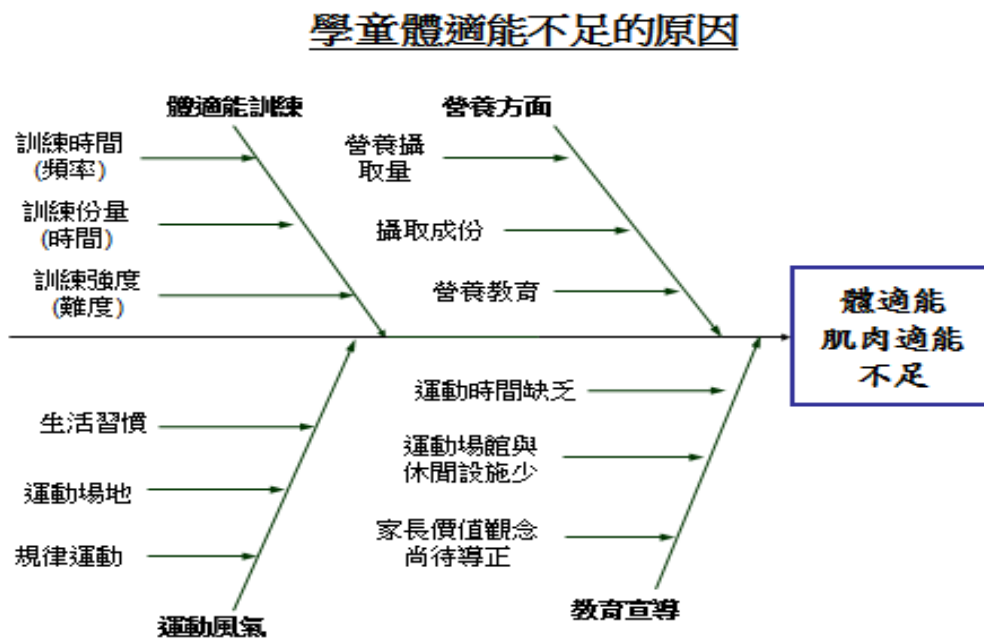 學童體適能不足的原因
體適能訓練
訓練時間
(頻率)
訓練份量
(時間)
訓練強度
(難度)
營養方面
營養攝
取量
攝取成份
營養教育
體適能
肌肉適能
不足
生活習慣
運動場地
規律運動
運動風氣
運動時間缺乏
運動場館與
休閒設施少
家長價值觀念
尚待導正
教育宣導